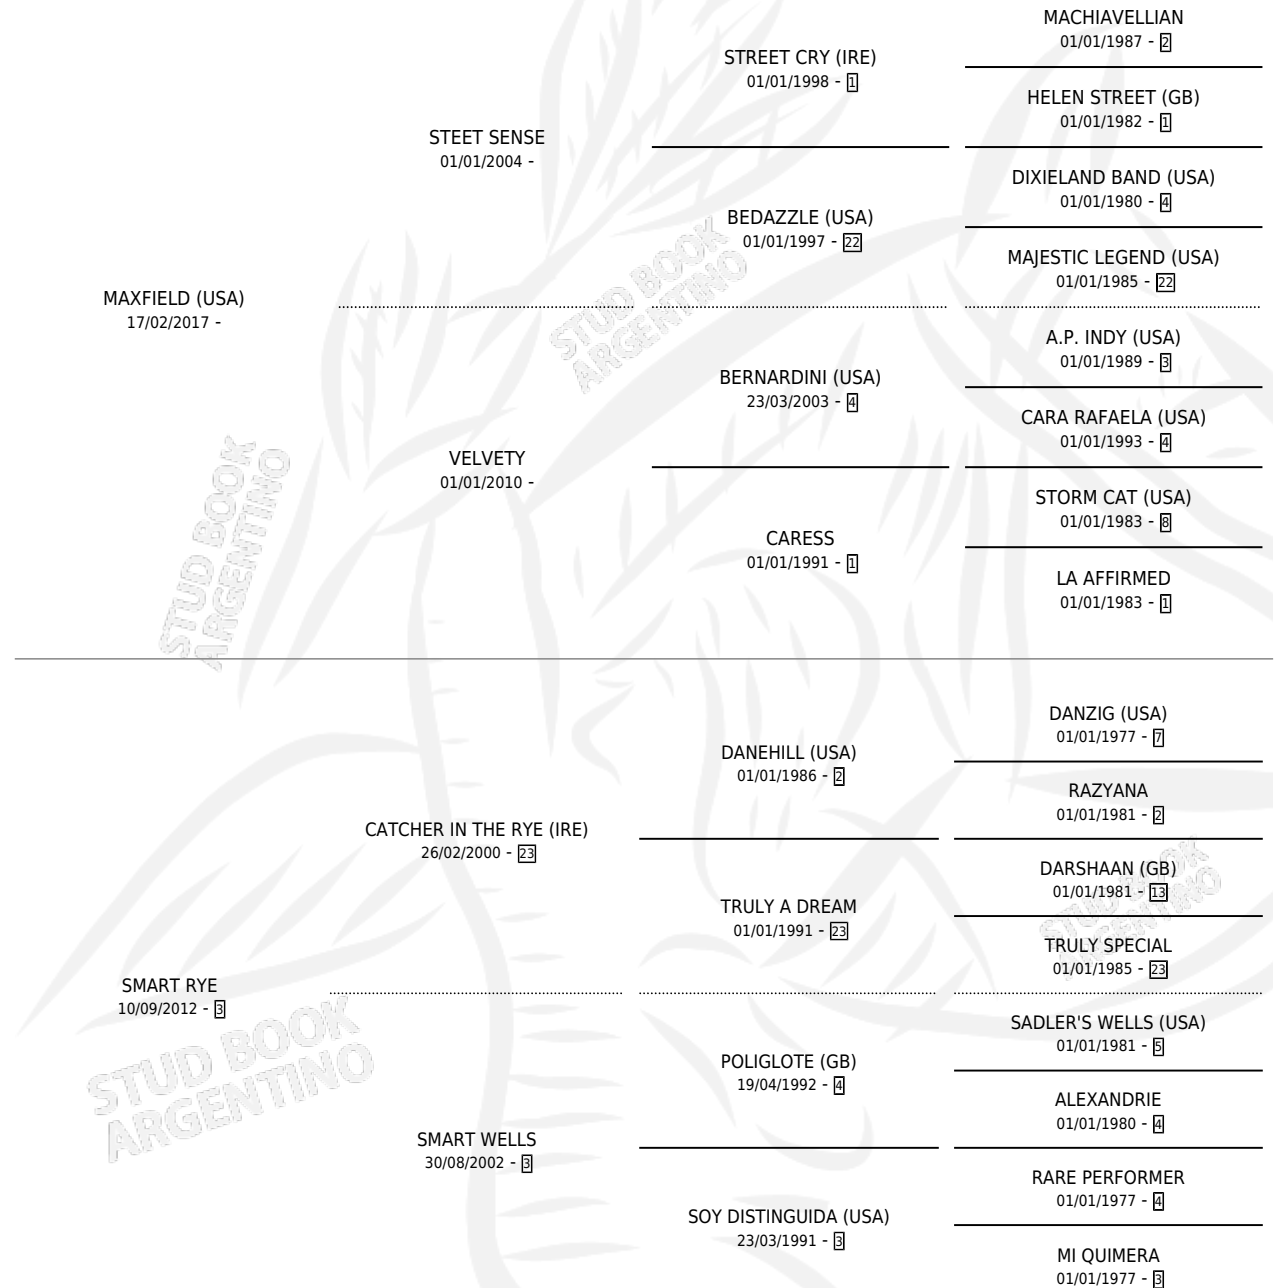 MACHIAVELLIAN
01/01/1987 - 2
STREET CRY (IRE)
01/01/1998 - 1
HELEN STREET (GB)
01/01/1982 - 1
STEET SENSE
01/01/2004 -
DIXIELAND BAND (USA)
01/01/1980 - 4
BEDAZZLE (USA)
01/01/1997 - 22
MAJESTIC LEGEND (USA)
01/01/1985 - 22
MAXFIELD (USA)
17/02/2017 -
A.P. INDY (USA)
01/01/1989 - 3
BERNARDINI (USA)
23/03/2003 - 4
CARA RAFAELA (USA)
01/01/1993 - 4
VELVETY
01/01/2010 -
STORM CAT (USA)
01/01/1983 - 8
CARESS
01/01/1991 - 1
LA AFFIRMED
01/01/1983 - 1
DANZIG (USA)
01/01/1977 - 7
DANEHILL (USA)
01/01/1986 - 2
RAZYANA
01/01/1981 - 2
CATCHER IN THE RYE (IRE)
26/02/2000 - 23
DARSHAAN (GB)
01/01/1981 - 13
TRULY A DREAM
01/01/1991 - 23
TRULY SPECIAL
01/01/1985 - 23
SMART RYE
10/09/2012 - 3
SADLER'S WELLS (USA)
01/01/1981 - 5
POLIGLOTE (GB)
19/04/1992 - 4
ALEXANDRIE
01/01/1980 - 4
SMART WELLS
30/08/2002 - 3
RARE PERFORMER
01/01/1977 - 4
SOY DISTINGUIDA (USA)
23/03/1991 - 3
MI QUIMERA
01/01/1977 - 3
STUD BOOK
ARGENTINO
STUD BOOK
ARGENTINO
STUD BOOK
ARGENTINO
STUD BOOK
ARGENTINO